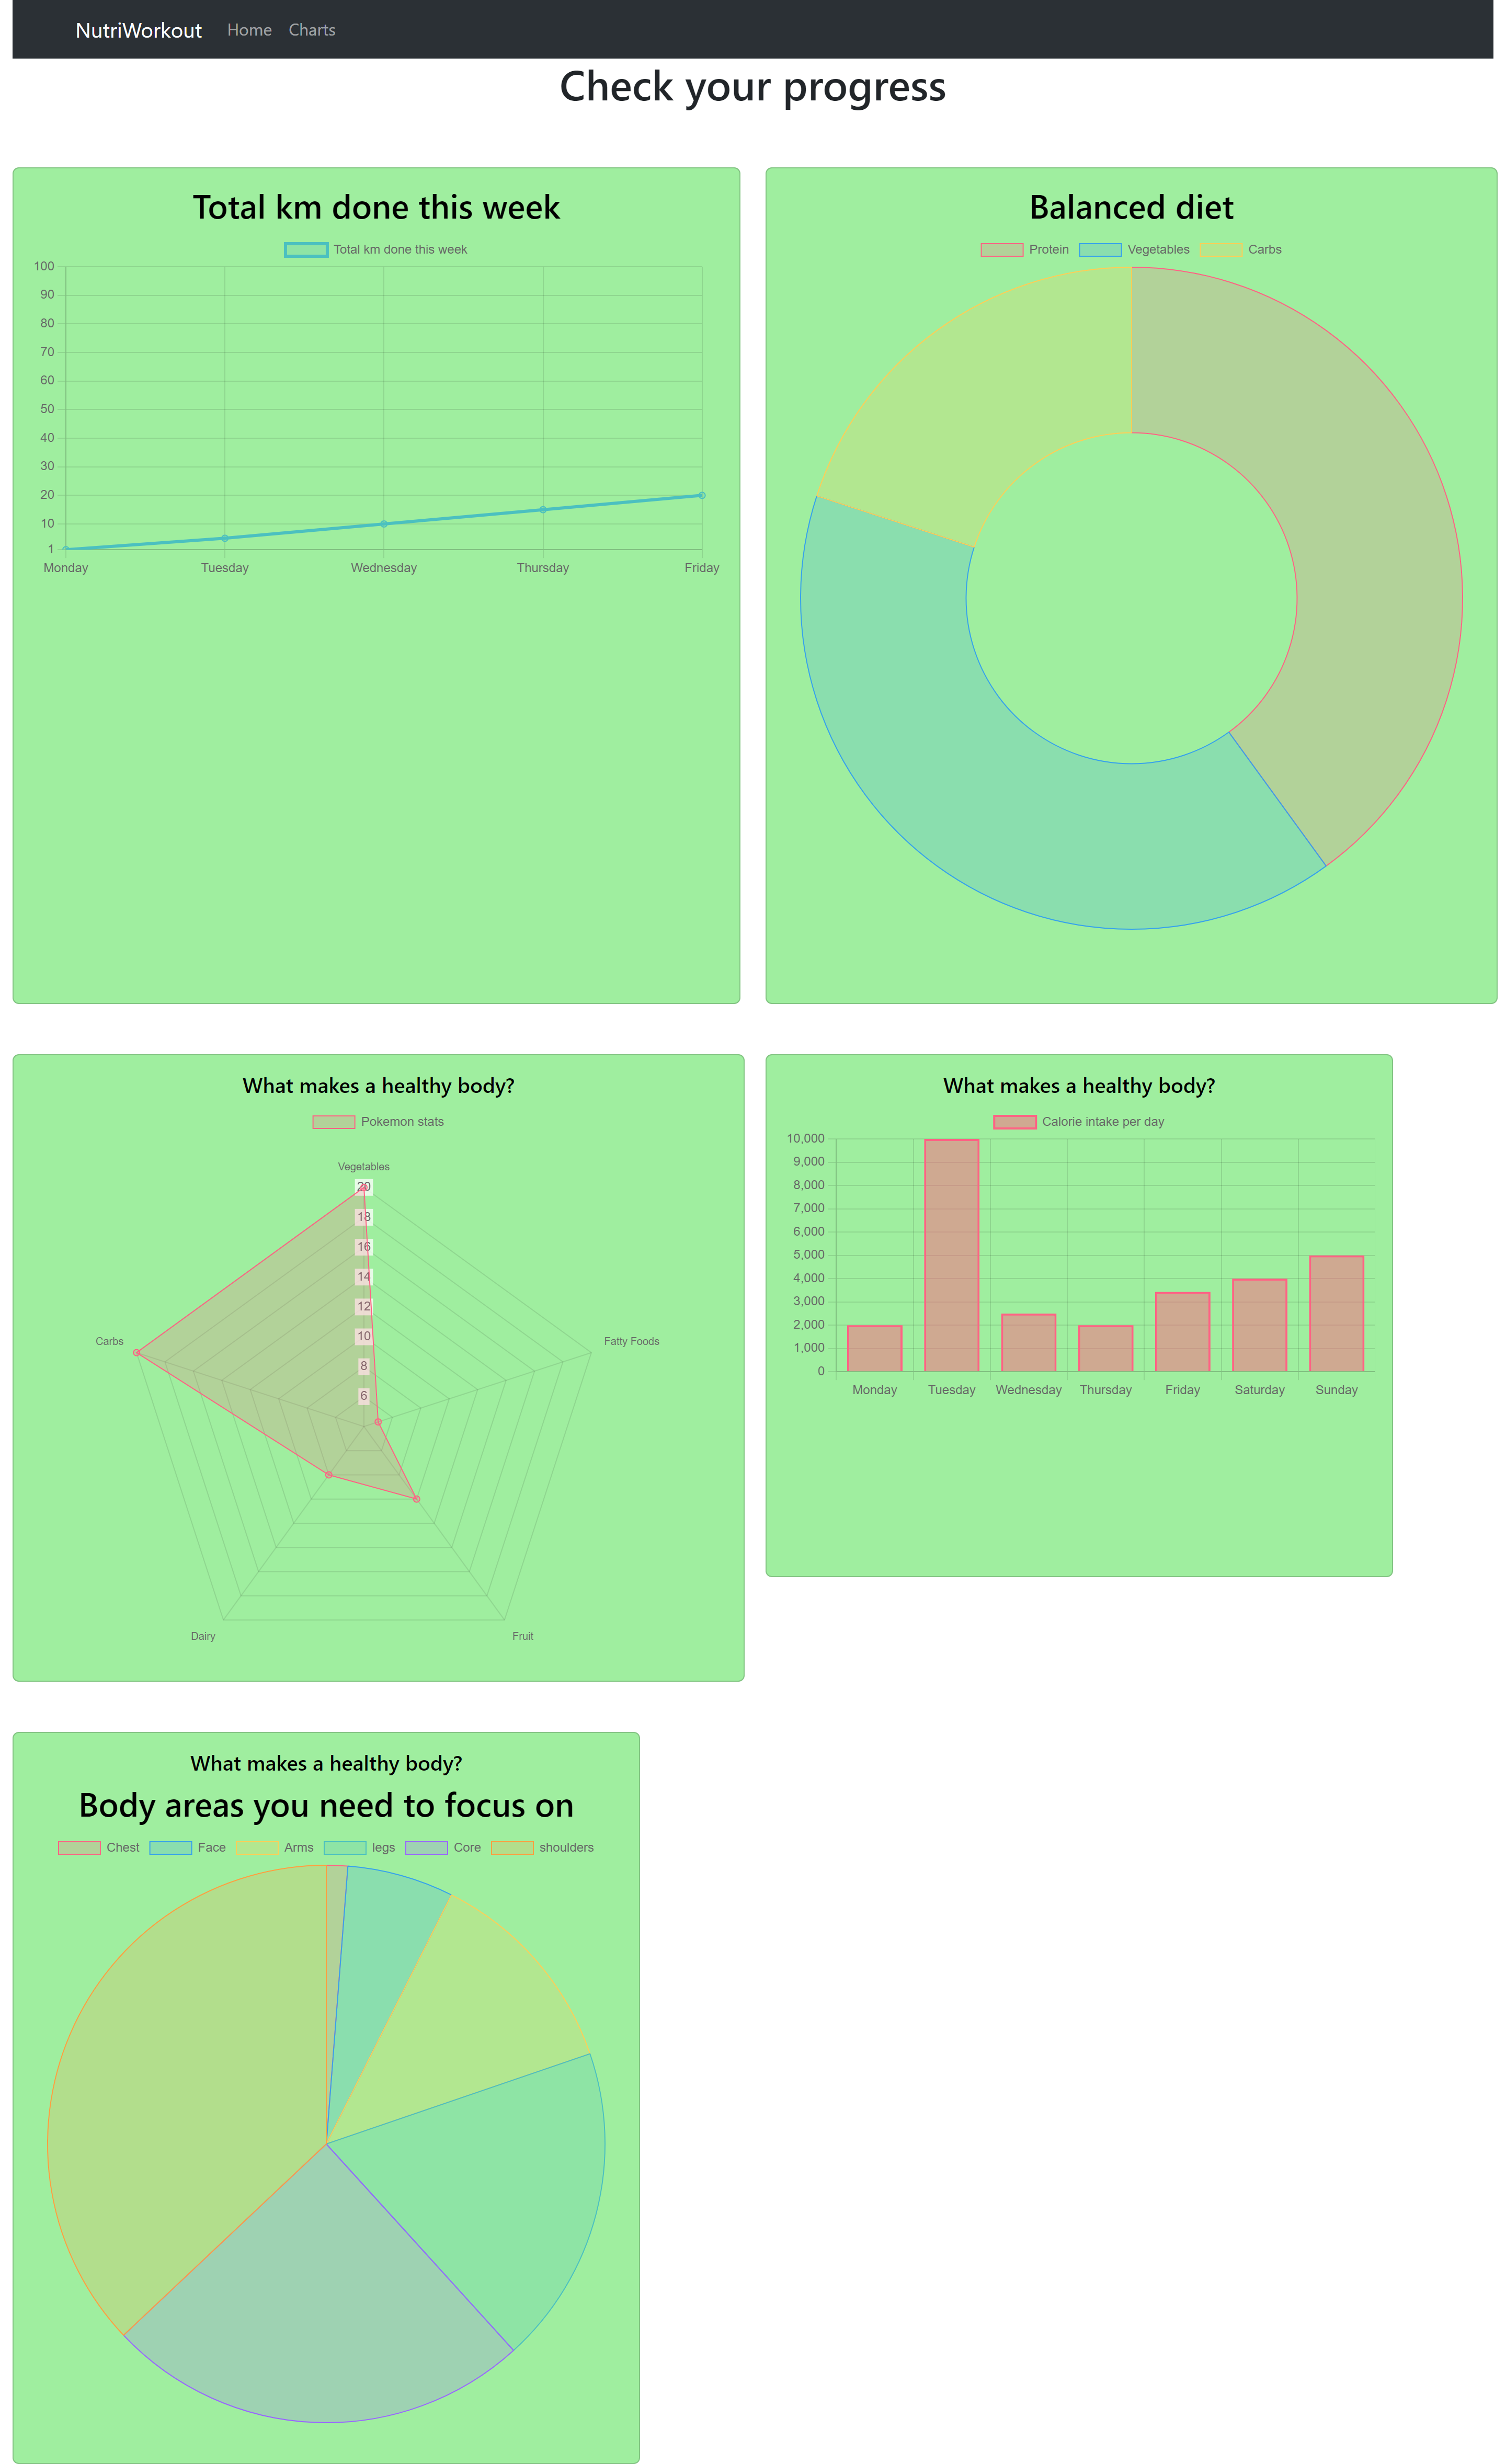 NutriWorkout Home Charts
Check your progress
Total km done this week
Total km done this week
100
90
80
70
60
50
40
30
20
10
1
Monday Tuesday Wednesday Thursday Friday
Balanced diet
Protein Vegetables Carbs
What makes a healthy body?
Pokemon stats
Vegetables
20
18
16
14
12
10
8
6
Carbs Fatty Foods
Dairy Fruit
What makes a healthy body?
Calorie intake per day
10,000
9,000
8,000
7,000
6,000
5,000
4,000
3,000
2,000
1,000
0
Monday Tuesday Wednesday Thursday Friday Saturday Sunday
What makes a healthy body?
Body areas you need to focus on
Chest Face Arms legs Core shoulders